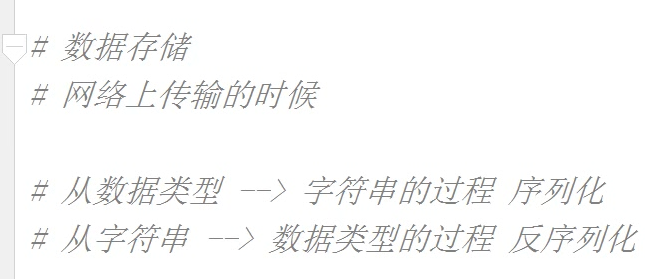 # 数据存储
# 网络上传输的时候
# 从数据类型 --> 字符串的过程 序列化
# 从字符串 --> 数据类型的过程 反序列化